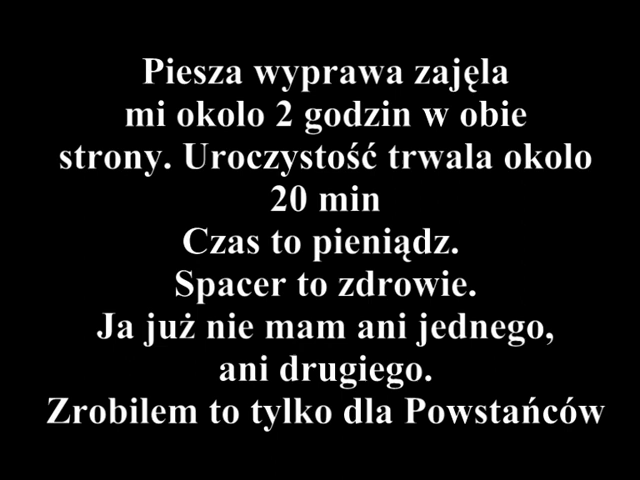 Piesza wyprawa zajęla
mi okolo 2 godzin w obie
strony. Uroczystość trwala okolo
20 min
Czas to pieniądz.
Spacer to zdrowie.
Ja już nie mam ani jednego,
ani drugiego.
Zrobilem to tylko dla Powstańców